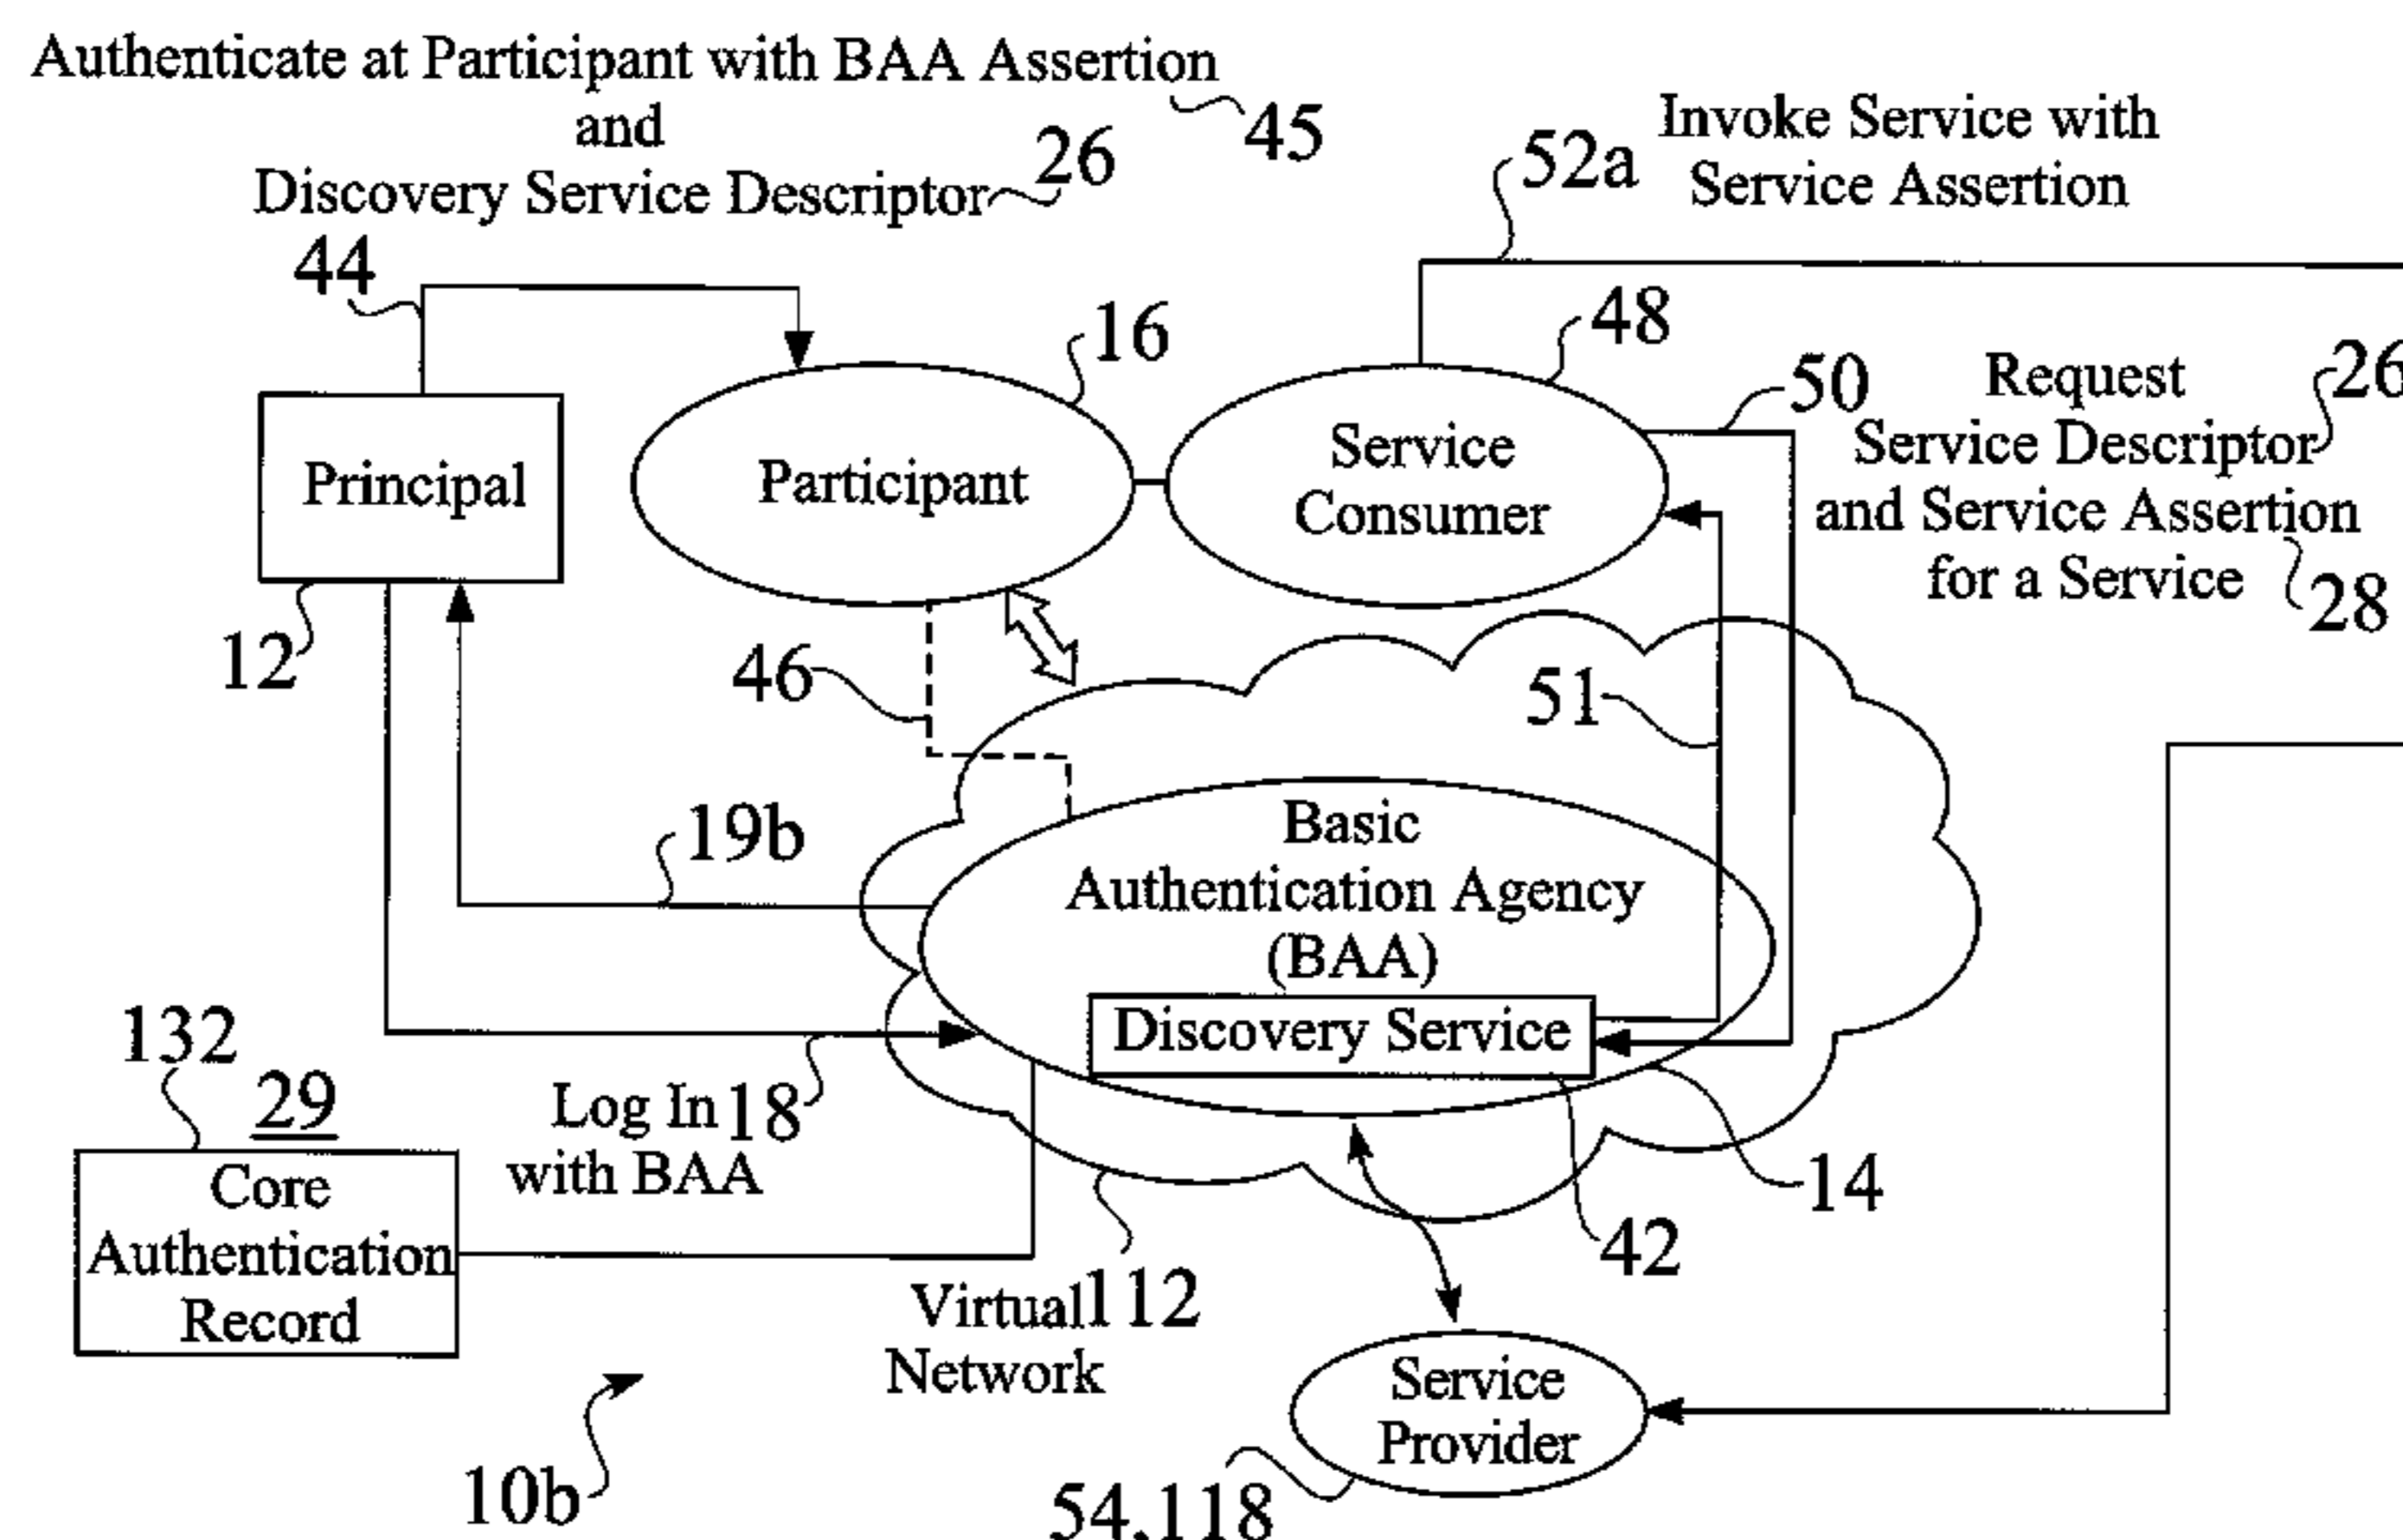 Authenticate at Participant with BAA Assertion
and
45
Discovery Service Descriptor 26
44
52a
Invoke Service with
Service Assertion
16
48
50
Request
Service Descriptor 26
and Service Assertion
for a Service
28
Principal
Participant
Service
Consumer
12
46
51
19b
Basic
Authentication Agency
(BAA)
Discovery Service
132
29
Log In 18
with BAA
Core
Authentication
Record
14
42
Virtual 112
Network
Service
Provider
10b
54,118